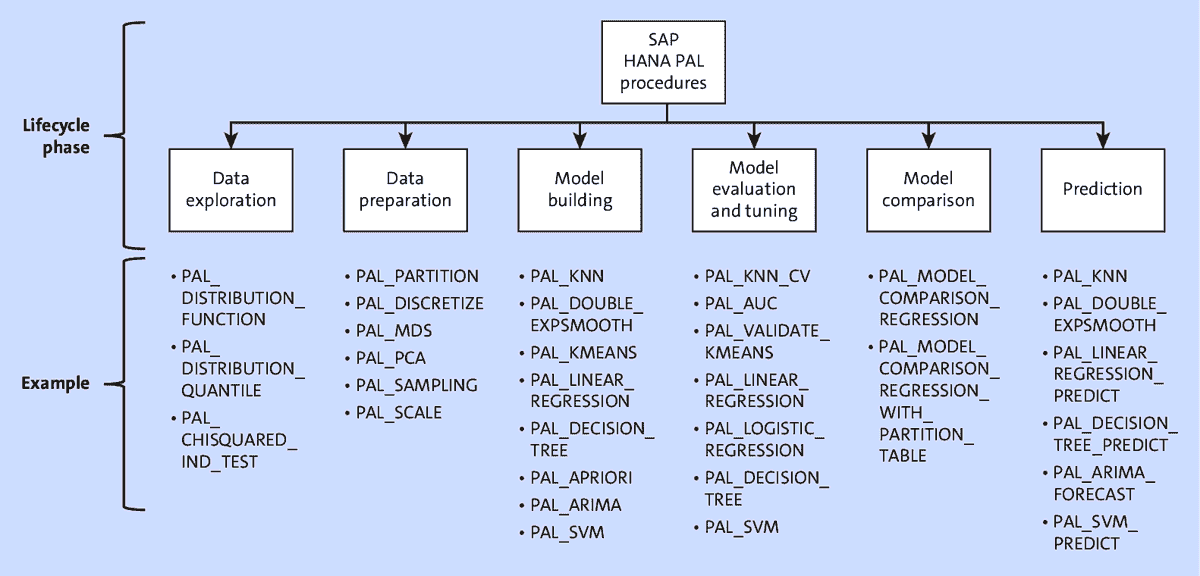 SAP
HANA PAL
procedures
Lifecycle
phase
Data
exploration
Data
preparation
Model
building
Model
evaluation
and tuning
Model
comparison
Prediction
Example
• PAL_
DISTRIBUTION_
FUNCTION
• PAL_
DISTRIBUTION_
QUANTILE
• PAL_
CHISQUARED_
IND_TEST
• PAL_PARTITION
• PAL_DISCRETIZE
• PAL_MDS
• PAL_PCA
• PAL_SAMPLING
• PAL_SCALE
• PAL_KNN
• PAL_DOUBLE_
EXPSMOOTH
• PAL_KMEANS
• PAL_LINEAR_
REGRESSION
• PAL_DECISION_
TREE
• PAL_APRIORI
• PAL_ARIMA
• PAL_SVM
• PAL_KNN_CV
• PAL_AUC
• PAL_VALIDATE_
KMEANS
• PAL_LINEAR_
REGRESSION
• PAL_LOGISTIC_
REGRESSION
• PAL_DECISION_
TREE
• PAL_SVM
• PAL_MODEL_
COMPARISON_
REGRESSION
• PAL_MODEL_
COMPARISON_
REGRESSION_
WITH_
PARTITION_
TABLE
• PAL_KNN
• PAL_DOUBLE_
EXPSMOOTH
• PAL_LINEAR_
REGRESSION_
PREDICT
• PAL_DECISION_
TREE_PREDICT
• PAL_ARIMA_
FORECAST
• PAL_SVM_
PREDICT